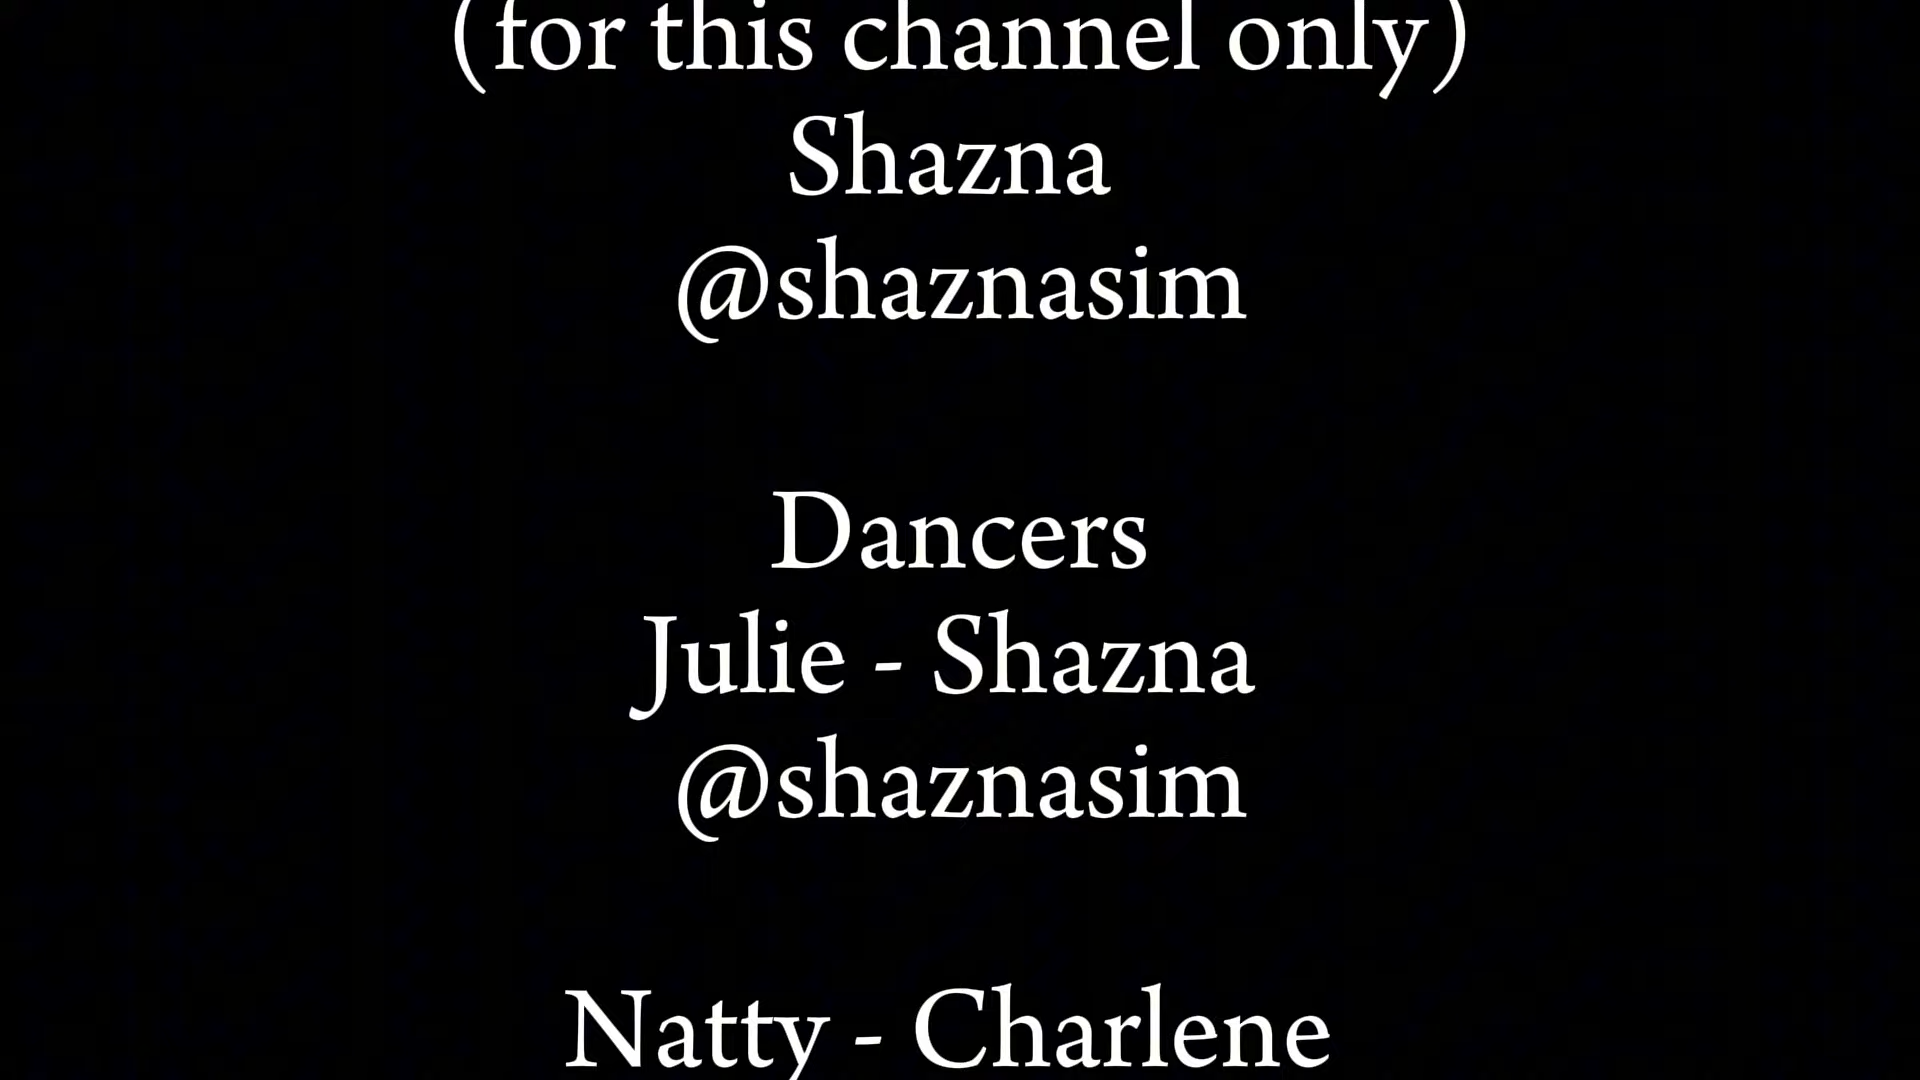 (for this channel only)
Shazna
@shaznasim
Dancers
Julie - Shazna
@shaznasim
Natty - Charlene